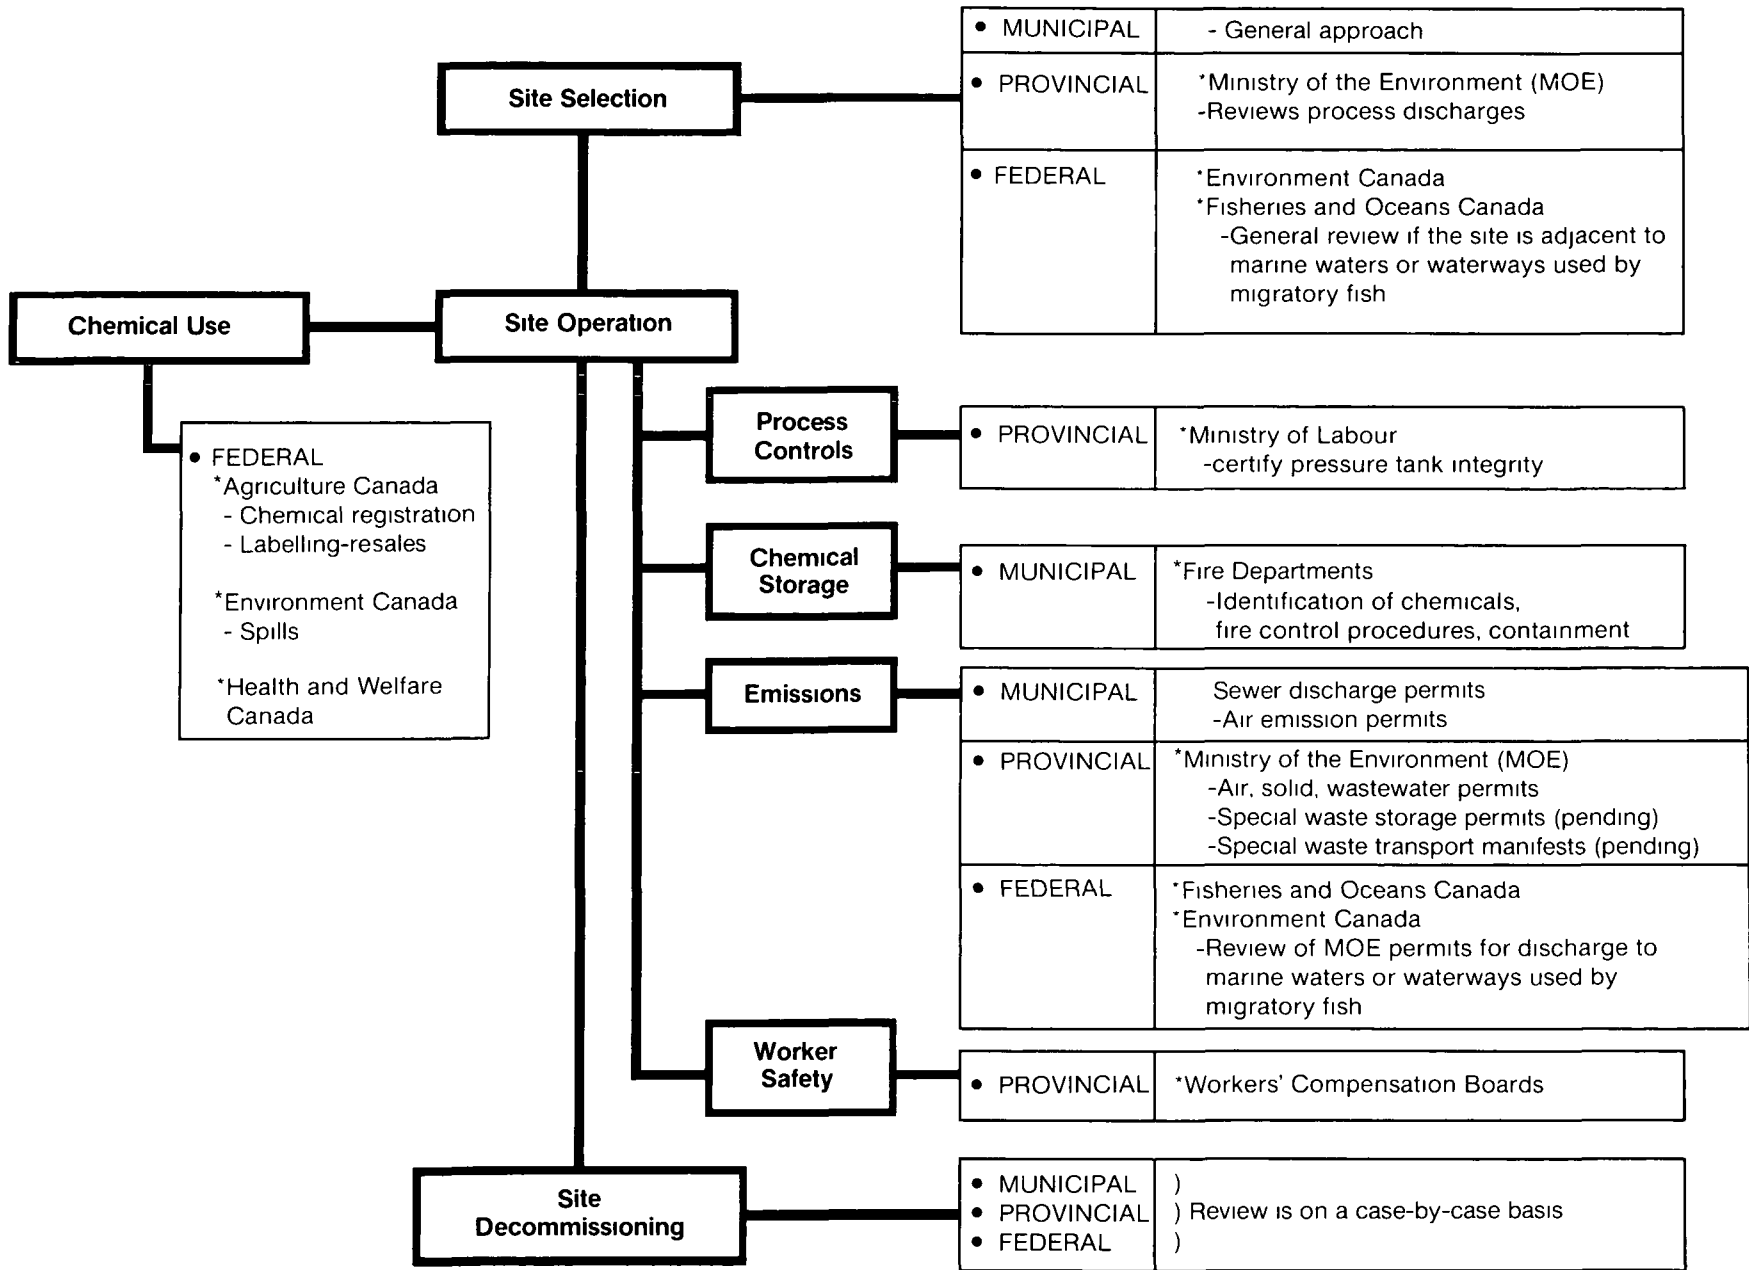 Site Selection
• MUNICIPAL
- General approach
• PROVINCIAL
*Ministry of the Environment (MOE)
-Reviews process discharges
• FEDERAL
*Environment Canada
*Fisheries and Oceans Canada
-General review if the site is adjacent to
marine waters or waterways used by
migratory fish
Chemical Use
Site Operation
• FEDERAL
*Agriculture Canada
- Chemical registration
- Labelling-resales
*Environment Canada
- Spills
*Health and Welfare
Canada
Process
Controls
• PROVINCIAL
*Ministry of Labour
-certify pressure tank integrity
Chemical
Storage
• MUNICIPAL
*Fire Departments
-Identification of chemicals,
fire control procedures, containment
Emissions
• MUNICIPAL
Sewer discharge permits
-Air emission permits
• PROVINCIAL
*Ministry of the Environment (MOE)
-Air, solid, wastewater permits
-Special waste storage permits (pending)
-Special waste transport manifests (pending)
• FEDERAL
*Fisheries and Oceans Canada
*Environment Canada
-Review of MOE permits for discharge to
marine waters or waterways used by
migratory fish
Worker
Safety
• PROVINCIAL
*Workers' Compensation Boards
Site
Decommissioning
• MUNICIPAL )
• PROVINCIAL ) Review is on a case-by-case basis
• FEDERAL )